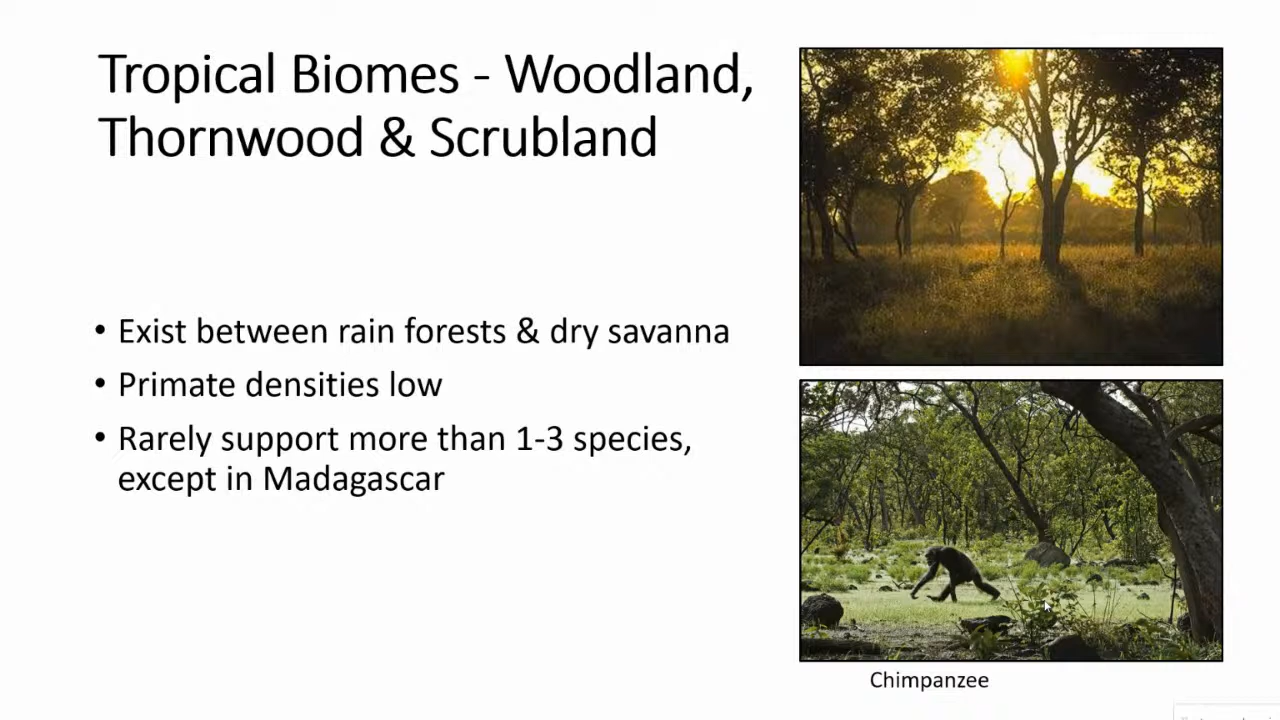 Tropical Biomes - Woodland,
Thornwood & Scrubland
• Exist between rain forests & dry savanna
• Primate densities low
• Rarely support more than 1-3 species,
except in Madagascar
Chimpanzee